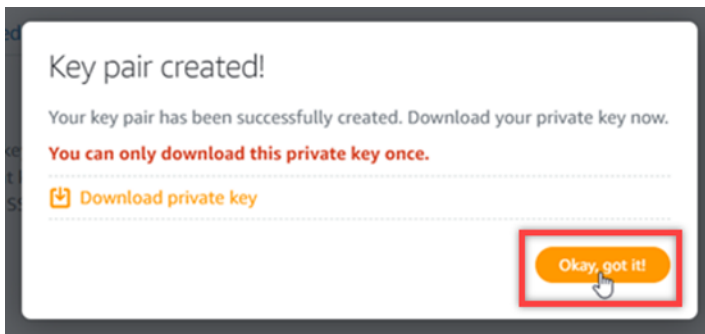 Key pair created!
Your key pair has been successfully created. Download your private key now.
You can only download this private key once.
Download private key
Okay, got it!